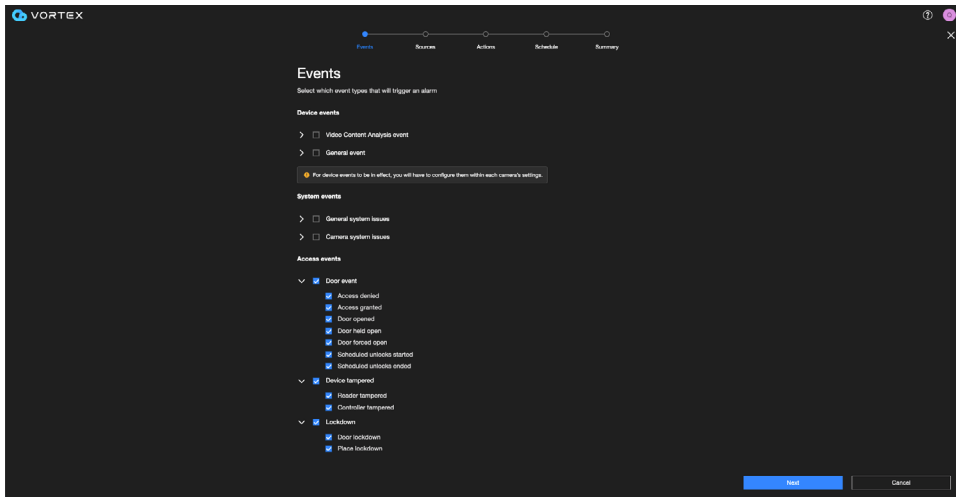 VORTEX
Events
Sources
Actions
Schedule
Summary
Events
Select which event types that will trigger an alarm
Device events
Video Content Analysis event
General event
For device events to be in effect, you will have to configure them within each camera's settings.
System events
General system issues
Camera system issues
Access events
Door event
Access denied
Access granted
Door opened
Door held open
Door forced open
Scheduled unlocks started
Scheduled unlocks ended
Device tampered
Reader tampered
Controller tampered
Lockdown
Door lockdown
Place lockdown
Next
Cancel